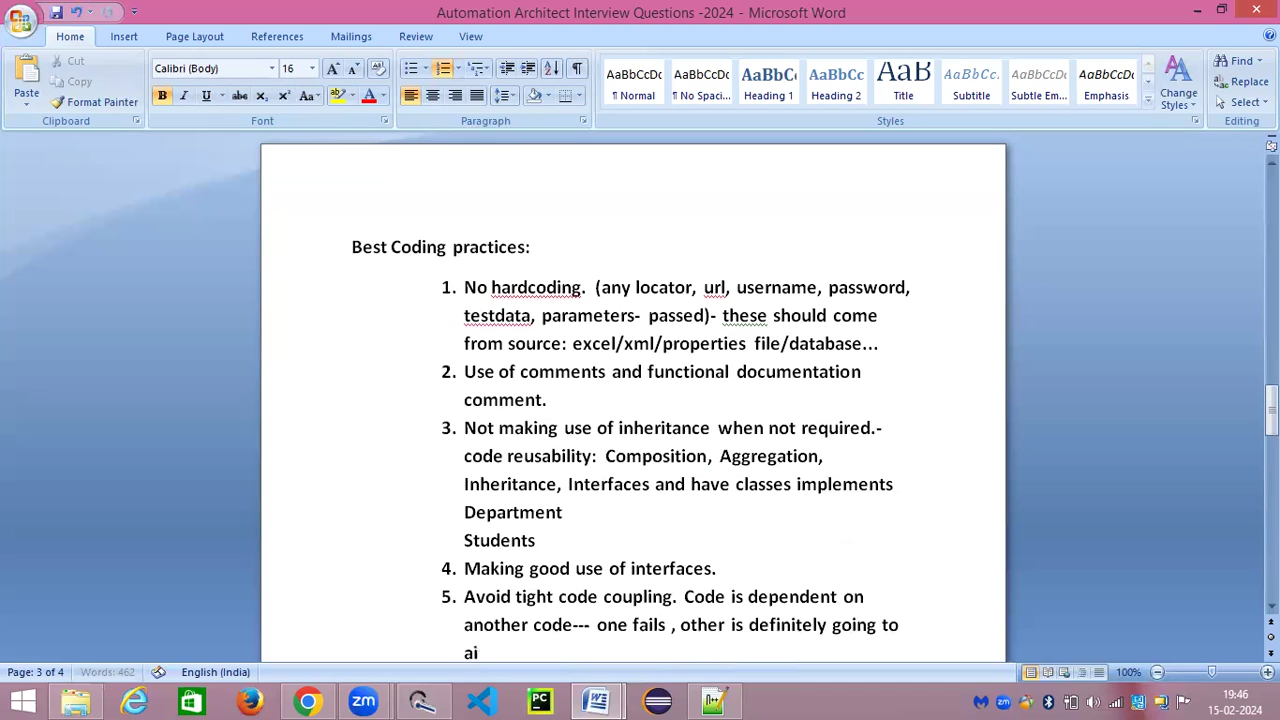 Automation Architect Interview Questions -2024 - Microsoft Word
Home Insert Page Layout References Mailings Review View
Paste
Cut
Copy
Format Painter
Clipboard
Calibri (Body) 16
B I U abe X₂ X² Aa
Font
Paragraph
AaBbCcDc AaBbCcDc AaBbC AaBbCc AaB AaBbCc. AaBbCcDc AaBbCcDc
¶ Normal ¶ No Spaci... Heading 1 Heading 2 Title Subtitle Subtle Em... Emphasis
Change Styles
Styles
Find
Replace
Select
Editing
Best Coding practices:
1. No hardcoding. (any locator, url, username, password,
testdata, parameters- passed)- these should come
from source: excel/xml/properties file/database...
2. Use of comments and functional documentation
comment.
3. Not making use of inheritance when not required.-
code reusability: Composition, Aggregation,
Inheritance, Interfaces and have classes implements
Department
Students
4. Making good use of interfaces.
5. Avoid tight code coupling. Code is dependent on
another code--- one fails , other is definitely going to
ai
Page: 3 of 4 Words: 462 English (India) 100%
19:46
15-02-2024